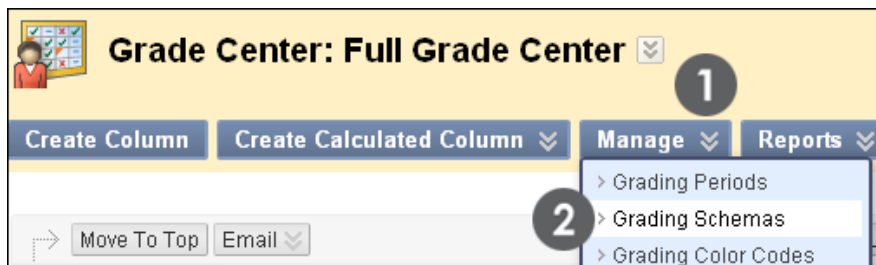 Grade Center: Full Grade Center
1
Create Column Create Calculated Column Manage Reports
> Grading Periods
2 > Grading Schemas
Move To Top Email
> Grading Color Codes